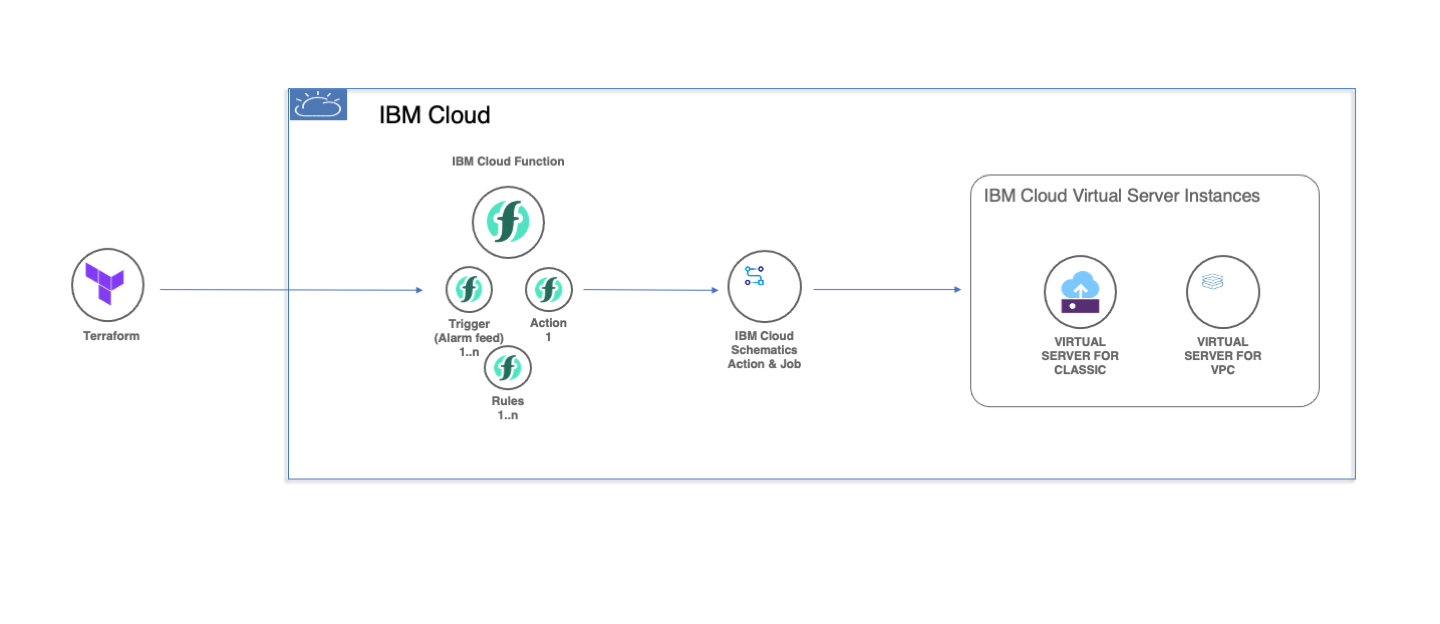 IBM Cloud
IBM Cloud Function
Terraform
Trigger
(Alarm feed)
1..n
Action
1
Rules
1..n
IBM Cloud
Schematics
Action & Job
IBM Cloud Virtual Server Instances
VIRTUAL
SERVER FOR
CLASSIC
VIRTUAL
SERVER FOR
VPC